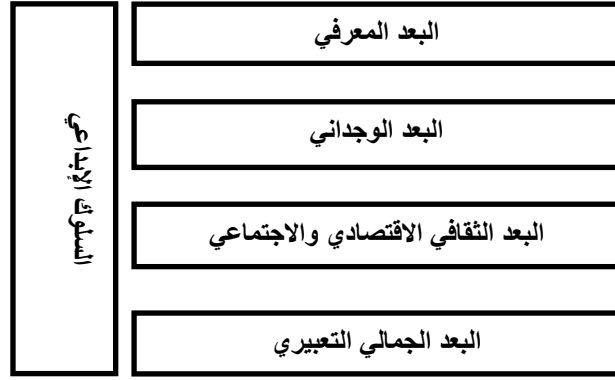 البعد المعرفي
البعد الوجداني
البعد الثقافي الاقتصادي والاجتماعي
البعد الجمالي التعبيري
السلوك الإبداعي